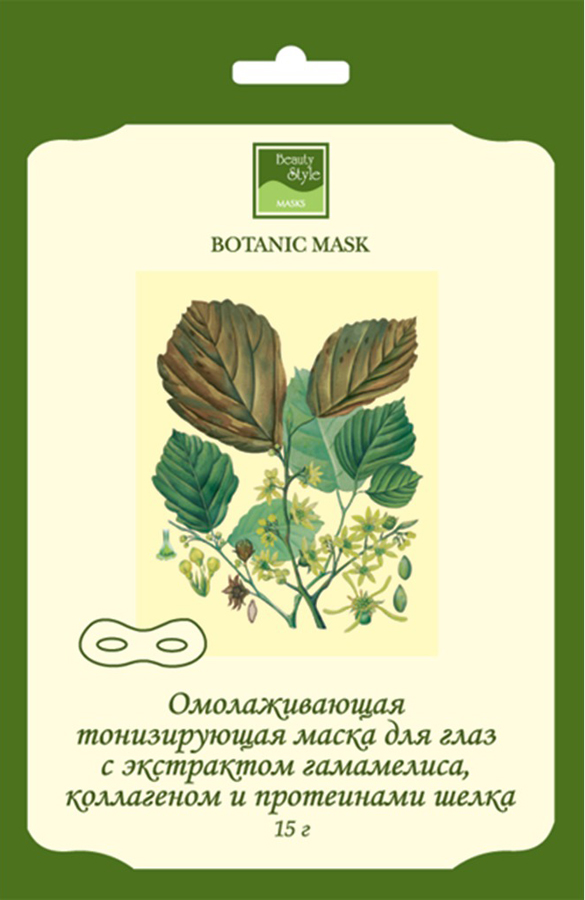 Beauty
Style
MASKS
BOTANIC MASK
Омолаживающая
тонизирующая маска для глаз
с экстрактом гамамелиса,
коллагеном и протеинами шелка
15 г